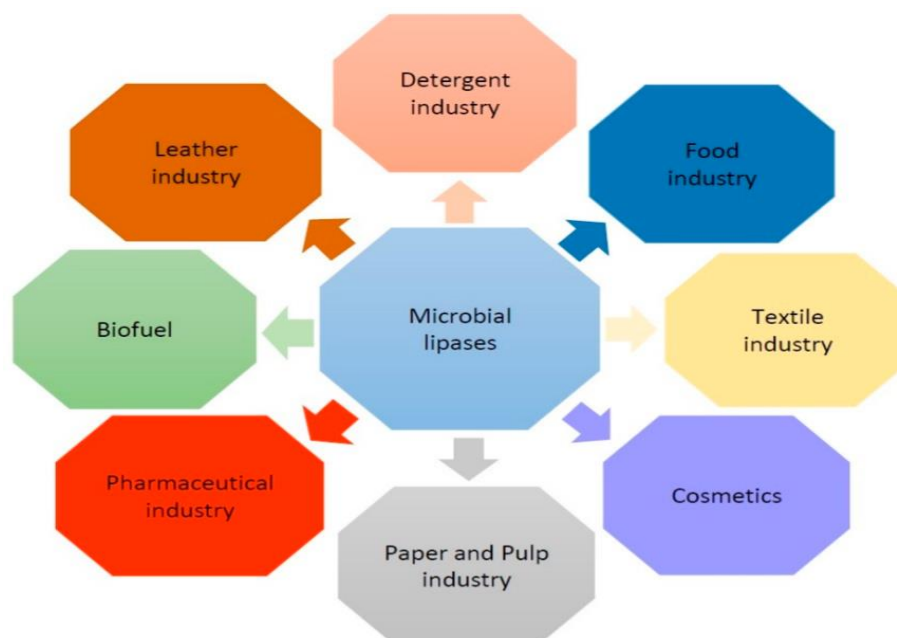 Detergent
industry
Leather
industry
Food
industry
Biofuel
Microbial
lipases
Textile
industry
Pharmaceutical
industry
Cosmetics
Paper and Pulp
industry